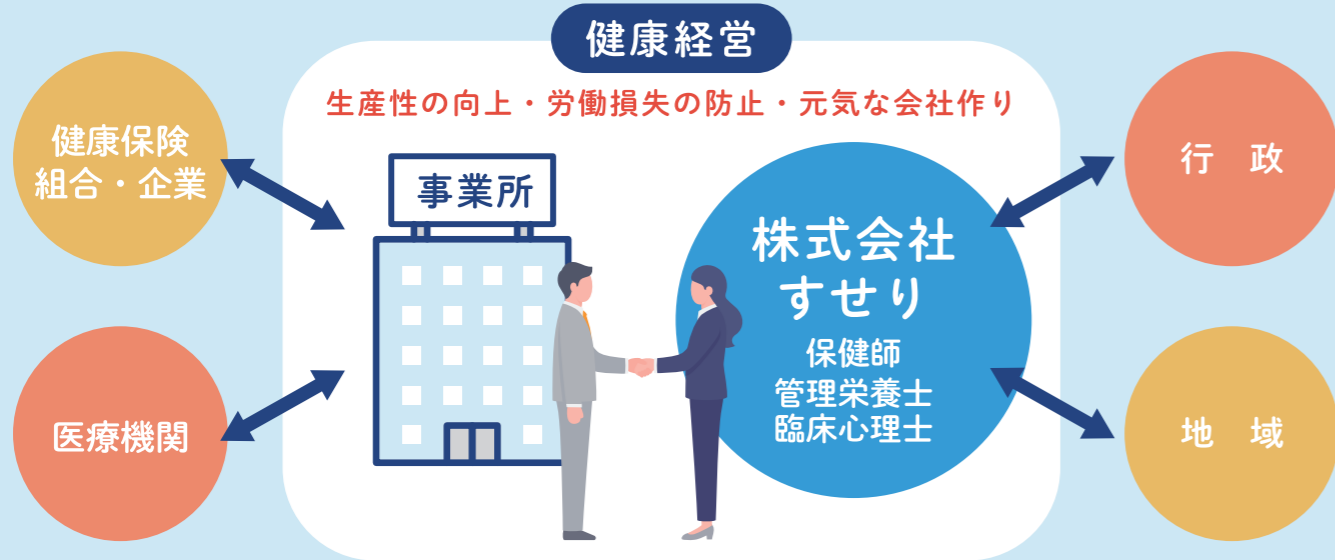 健康経営
生産性の向上・労働損失の防止・元気な会社作り
健康保険
組合・企業
医療機関
事業所
株式会社
すせり
保健師
管理栄養士
臨床心理士
行　政
地　域